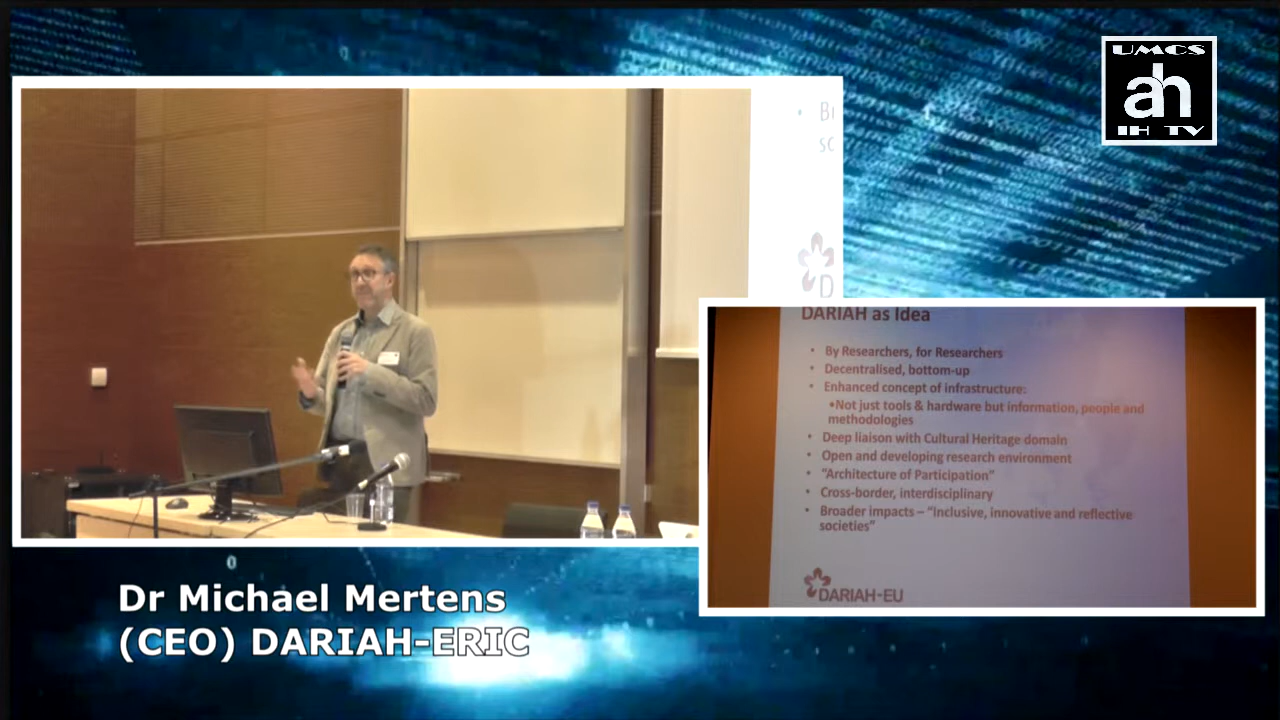 UMCS
ah
IH TV
DARIAH as Idea
• By Researchers, for Researchers
• Decentralised, bottom-up
• Enhanced concept of infrastructure:
•Not just tools & hardware but information, people and
methodologies
• Deep liaison with Cultural Heritage domain
• Open and developing research environment
• "Architecture of Participation"
• Cross-border, interdisciplinary
• Broader impacts – "Inclusive, innovative and reflective
societies"
DARIAH-EU
Dr Michael Mertens
(CEO) DARIAH-ERIC